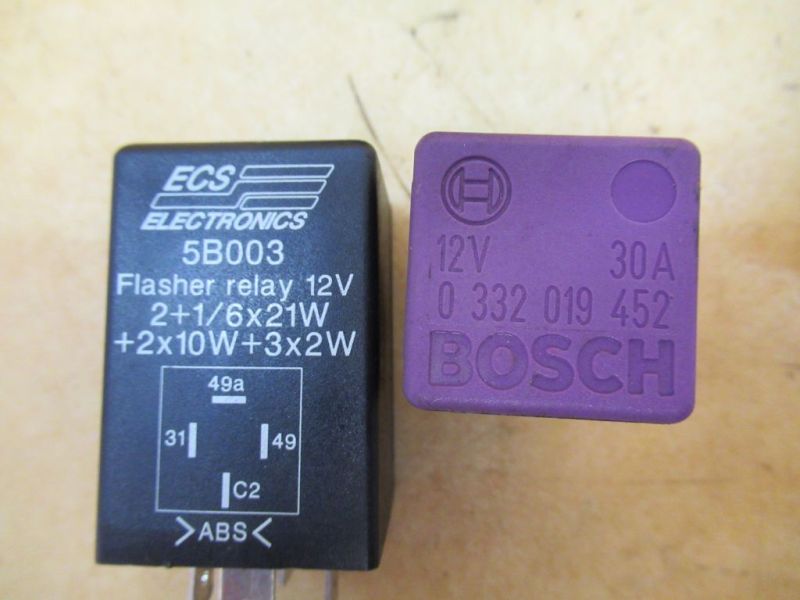 ECS
ELECTRONICS
5B003
Flasher relay 12V
2+1/6x21W
+2x10W+3x2W
49a
31 49
C2
>ABS<
12V 30A
0 332 019 452
BOSCH